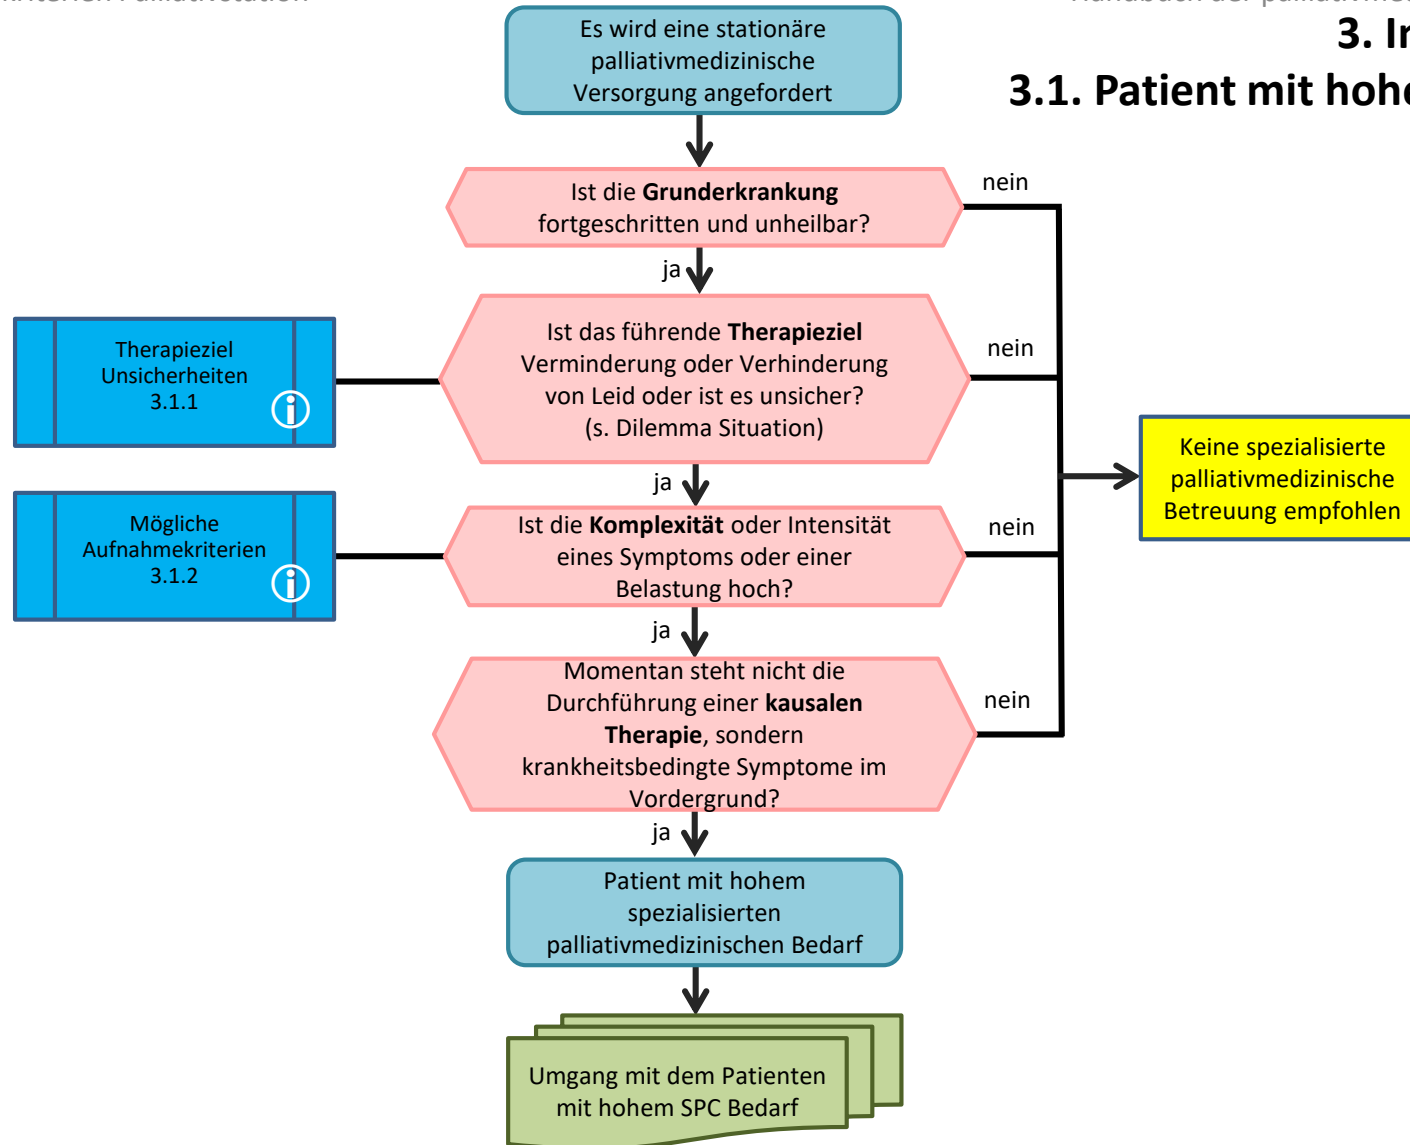 3. I
3.1. Patient mit hohe
Es wird eine stationäre
palliativmedizinische
Versorgung angefordert
Ist die Grunderkrankung
fortgeschritten und unheilbar?
nein
ja
Therapieziel
Unsicherheiten
3.1.1
Ist das führende Therapieziel
Verminderung oder Verhinderung
von Leid oder ist es unsicher?
(s. Dilemma Situation)
nein
ja
Keine spezialisierte
palliativmedizinische
Betreuung empfohlen
Mögliche
Aufnahmekriterien
3.1.2
Ist die Komplexität oder Intensität
eines Symptoms oder einer
Belastung hoch?
nein
ja
Momentan steht nicht die
Durchführung einer kausalen
Therapie, sondern
krankheitsbedingte Symptome im
Vordergrund?
nein
ja
Patient mit hohem
spezialisierten
palliativmedizinischen Bedarf
Umgang mit dem Patienten
mit hohem SPC Bedarf